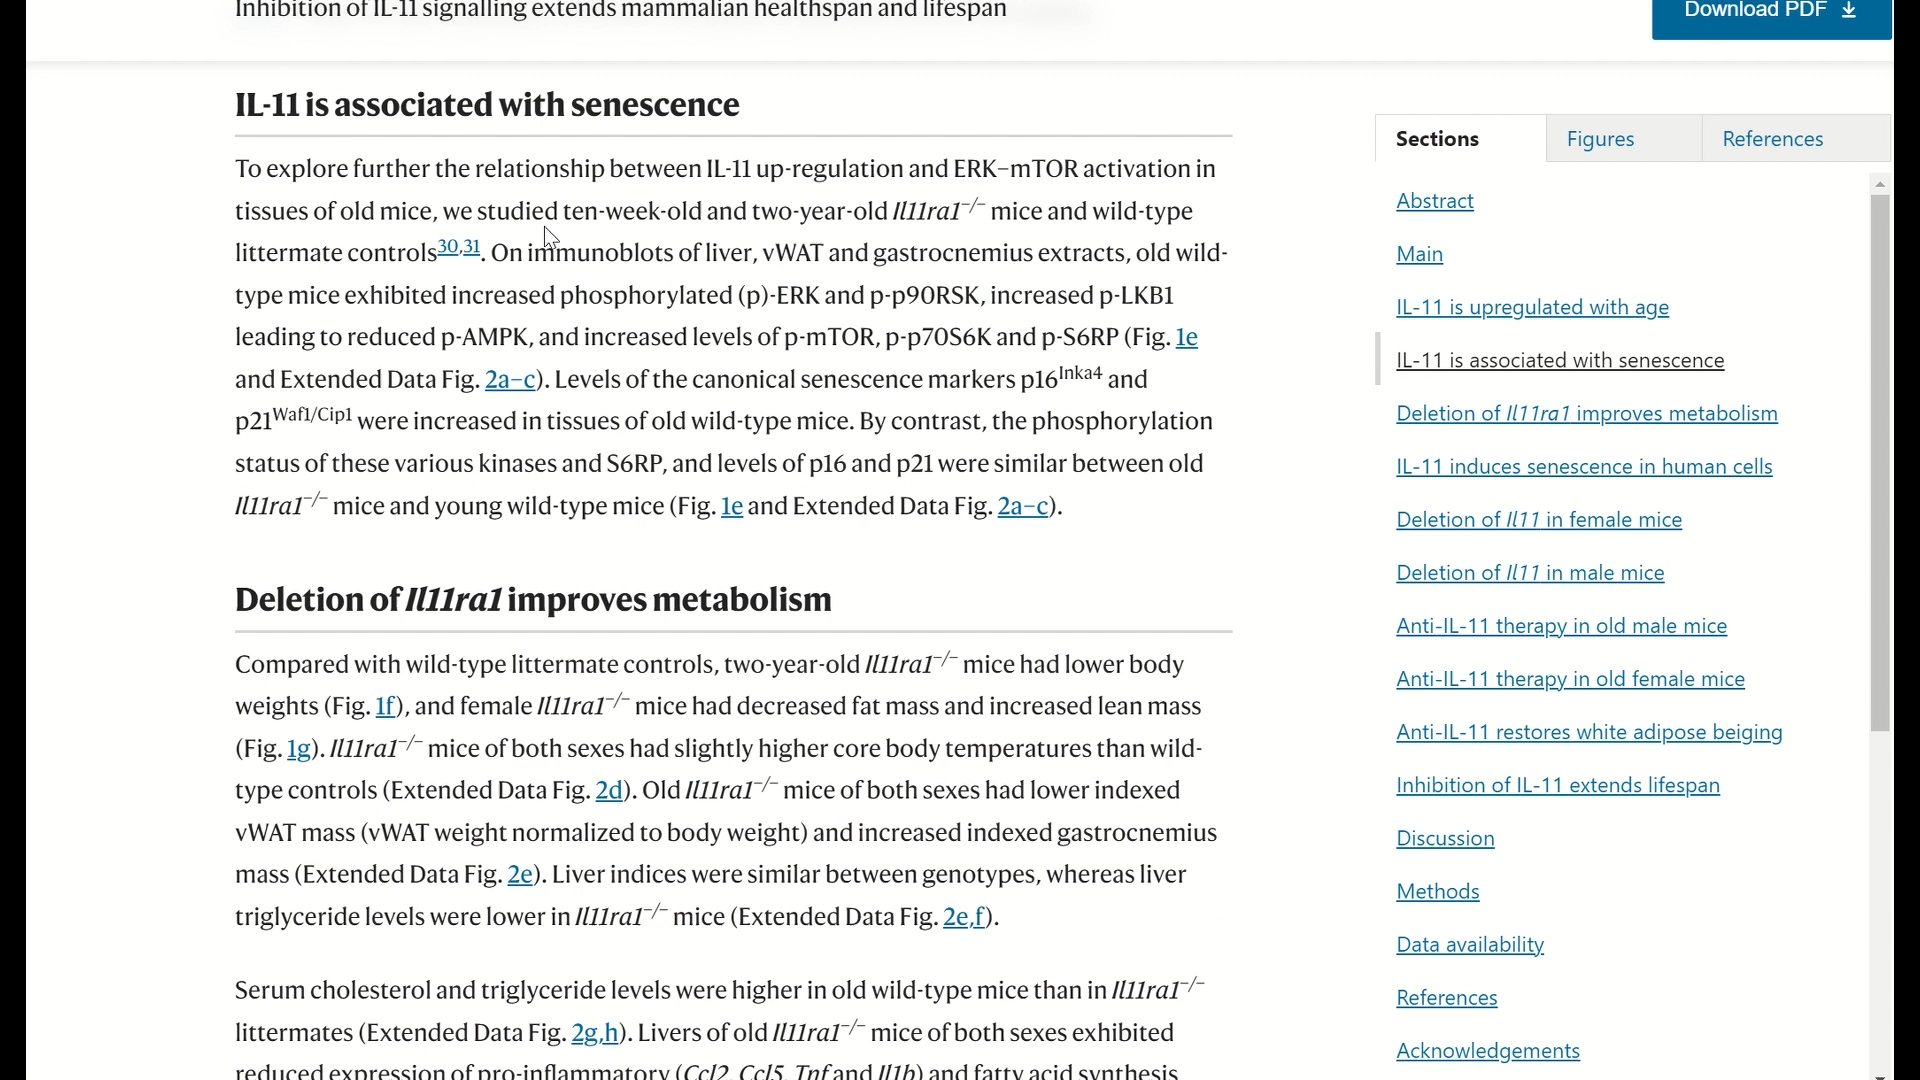 Inhibition of IL-11 signalling extends mammalian healthspan and lifespan
Download PDF
IL-11 is associated with senescence
To explore further the relationship between IL-11 up-regulation and ERK–mTOR activation in
tissues of old mice, we studied ten-week-old and two-year-old Il11ra1−/− mice and wild-type
littermate controls30,31. On immunoblots of liver, vWAT and gastrocnemius extracts, old wild-
type mice exhibited increased phosphorylated (p)-ERK and p-p90RSK, increased p-LKB1
leading to reduced p-AMPK, and increased levels of p-mTOR, p-p70S6K and p-S6RP (Fig. 1e
and Extended Data Fig. 2a–c). Levels of the canonical senescence markers p16Inka4 and
p21Waf1/Cip1 were increased in tissues of old wild-type mice. By contrast, the phosphorylation
status of these various kinases and S6RP, and levels of p16 and p21 were similar between old
Il11ra1−/− mice and young wild-type mice (Fig. 1e and Extended Data Fig. 2a–c).
Deletion of Il11ra1 improves metabolism
Compared with wild-type littermate controls, two-year-old Il11ra1−/− mice had lower body
weights (Fig. 1f), and female Il11ra1−/− mice had decreased fat mass and increased lean mass
(Fig. 1g). Il11ra1−/− mice of both sexes had slightly higher core body temperatures than wild-
type controls (Extended Data Fig. 2d). Old Il11ra1−/− mice of both sexes had lower indexed
vWAT mass (vWAT weight normalized to body weight) and increased indexed gastrocnemius
mass (Extended Data Fig. 2e). Liver indices were similar between genotypes, whereas liver
triglyceride levels were lower in Il11ra1−/− mice (Extended Data Fig. 2e,f).
Serum cholesterol and triglyceride levels were higher in old wild-type mice than in Il11ra1−/−
littermates (Extended Data Fig. 2g,h). Livers of old Il11ra1−/− mice of both sexes exhibited
reduced expression of pro-inflammatory (Ccl2, Ccl5, Tnf and Il1b) and fatty acid synthesis
Sections
Figures
References
Abstract
Main
IL-11 is upregulated with age
IL-11 is associated with senescence
Deletion of Il11ra1 improves metabolism
IL-11 induces senescence in human cells
Deletion of Il11 in female mice
Deletion of Il11 in male mice
Anti-IL-11 therapy in old male mice
Anti-IL-11 therapy in old female mice
Anti-IL-11 restores white adipose beiging
Inhibition of IL-11 extends lifespan
Discussion
Methods
Data availability
References
Acknowledgements